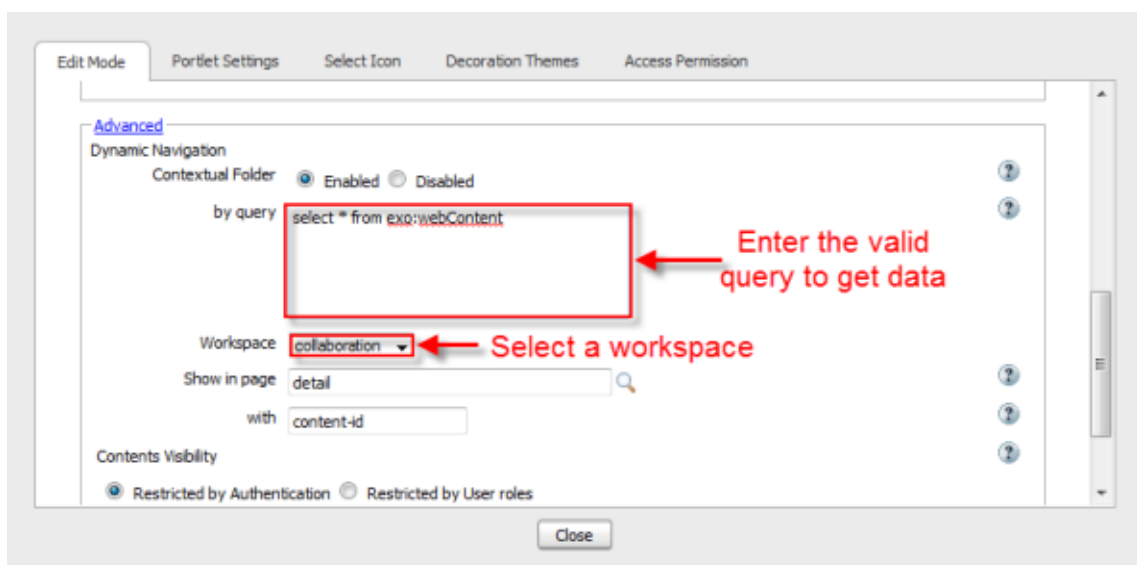 Edit Mode Portlet Settings Select Icon Decoration Themes Access Permission
Advanced
Dynamic Navigation
Contextual Folder Enabled Disabled
by query select * from exo:webContent
Enter the valid
query to get data
Workspace collaboration Select a workspace
Show in page detail
with content-id
Contents Visibility
Restricted by Authentication Restricted by User roles
Close